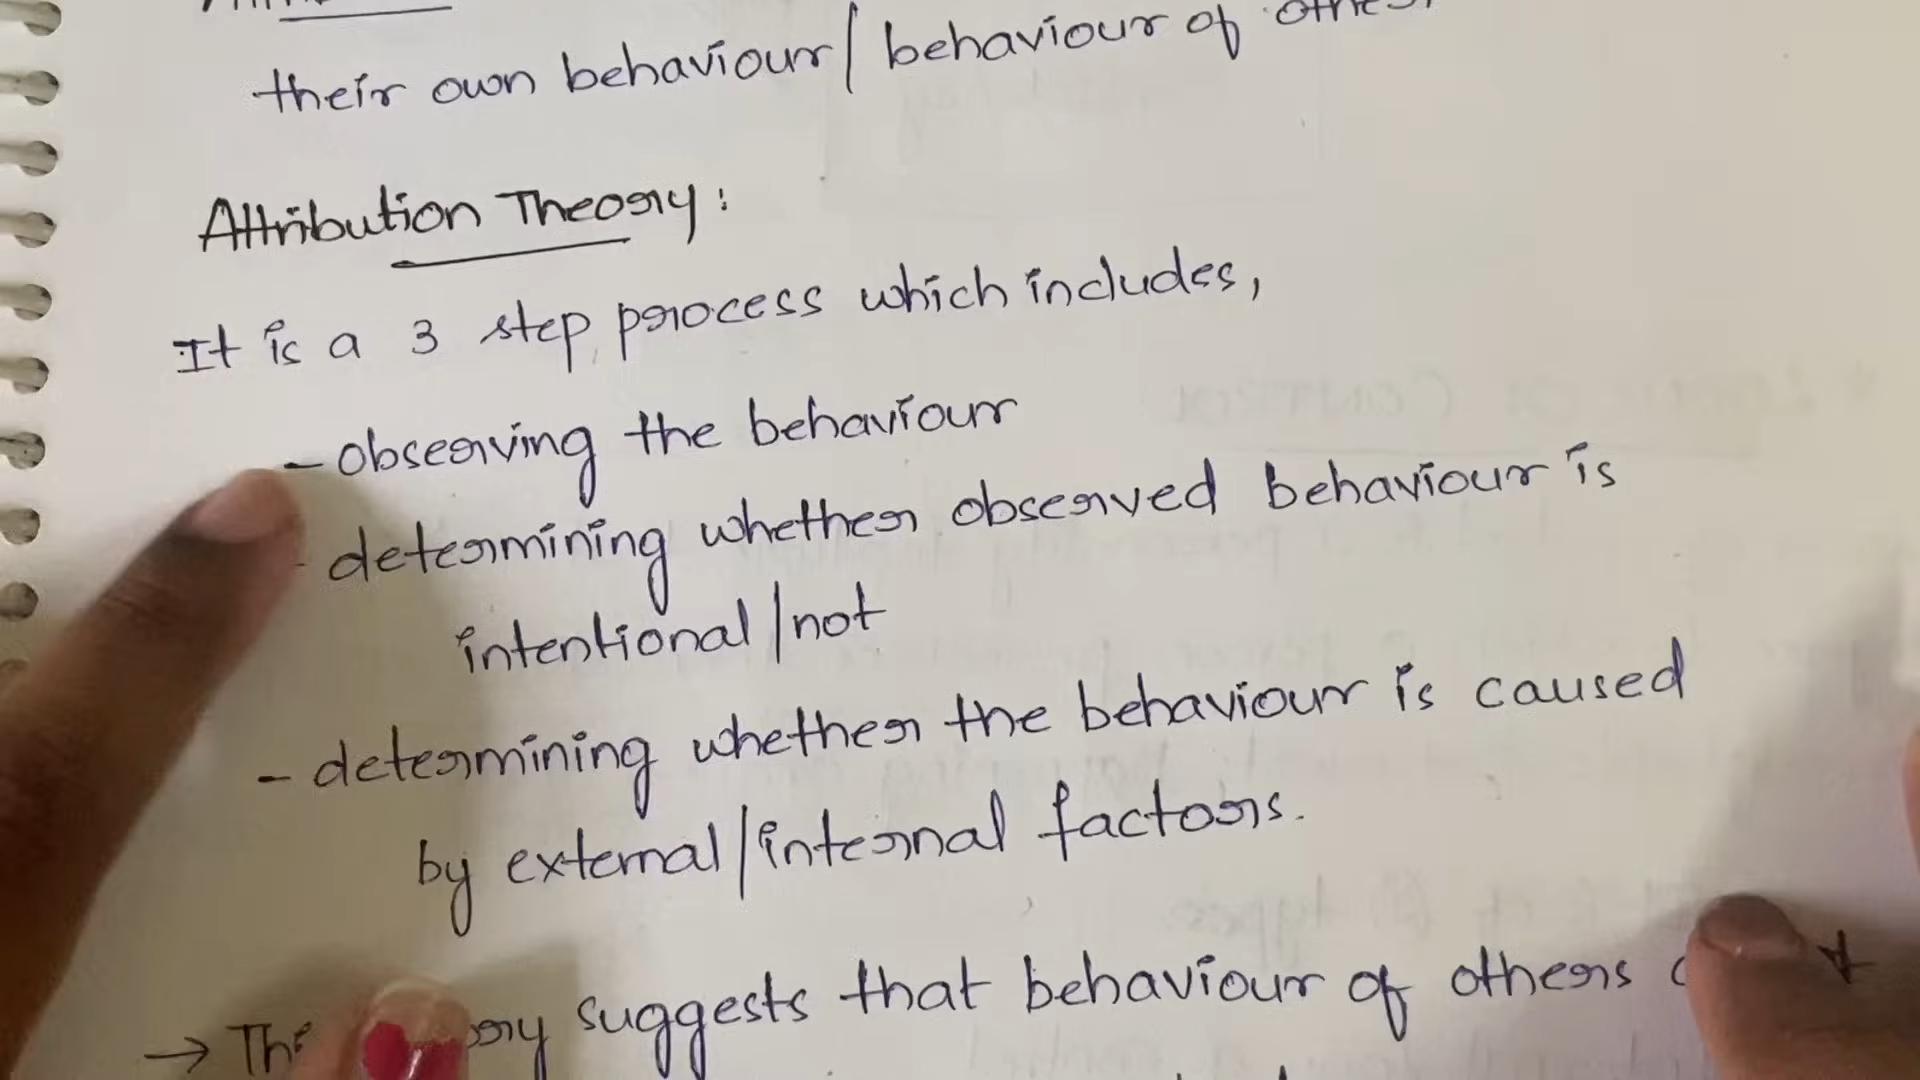 their own behaviour/behaviour of
Attribution Theory:
It is a 3 step process which includes,
- observing the behaviour
- determining whether observed behaviour is
intentional/not
- determining whether the behaviour is caused
by external/internal factors.
→ suggests that behaviour of others